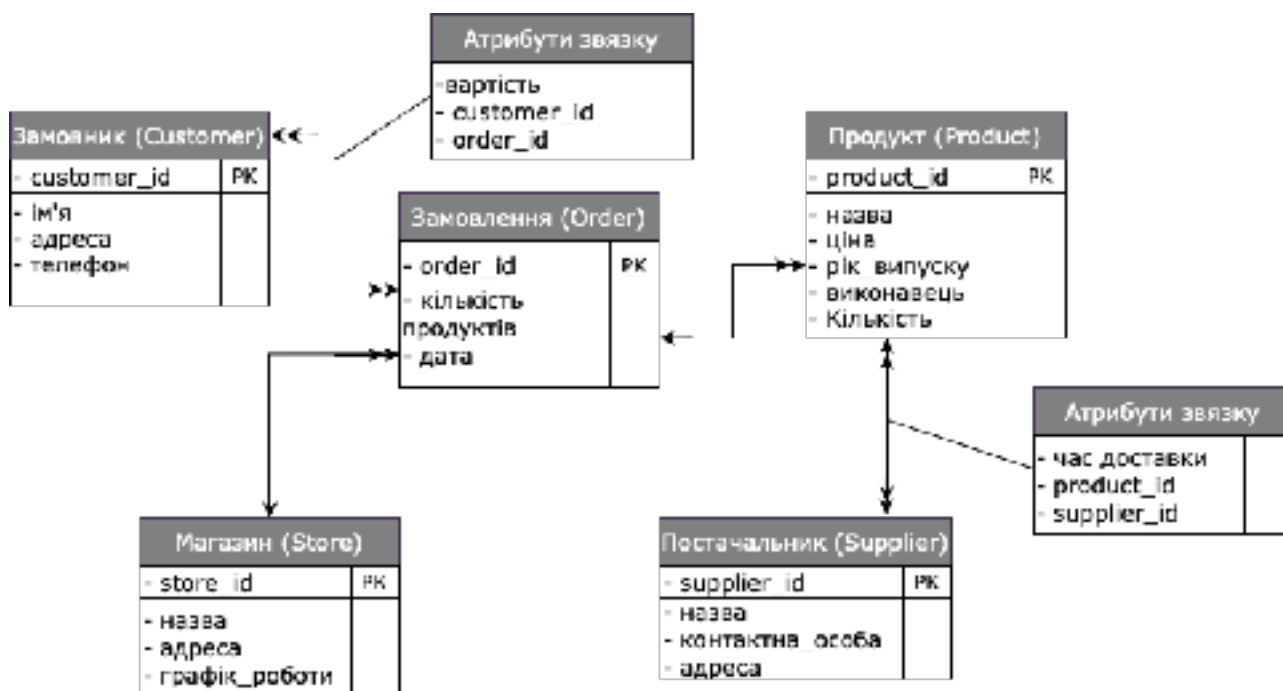 Атрибути звязку
-вартість
- customer_id
- order_id
Замовник (Customer)
- customer_id PK
- ім'я
- адреса
- телефон
Замовлення (Order)
- order_id PK
- кількість
продуктів
- дата
Продукт (Product)
- product_id PK
- назва
- ціна
- рік_випуску
- виконавець
- Кількість
Атрибути звязку
- час доставки
- product_id
- supplier_id
Магазин (Store)
- store_id PK
- назва
- адреса
- графік_роботи
Постачальник (Supplier)
- supplier_id PK
- назва
- контактна_особа
- адреса